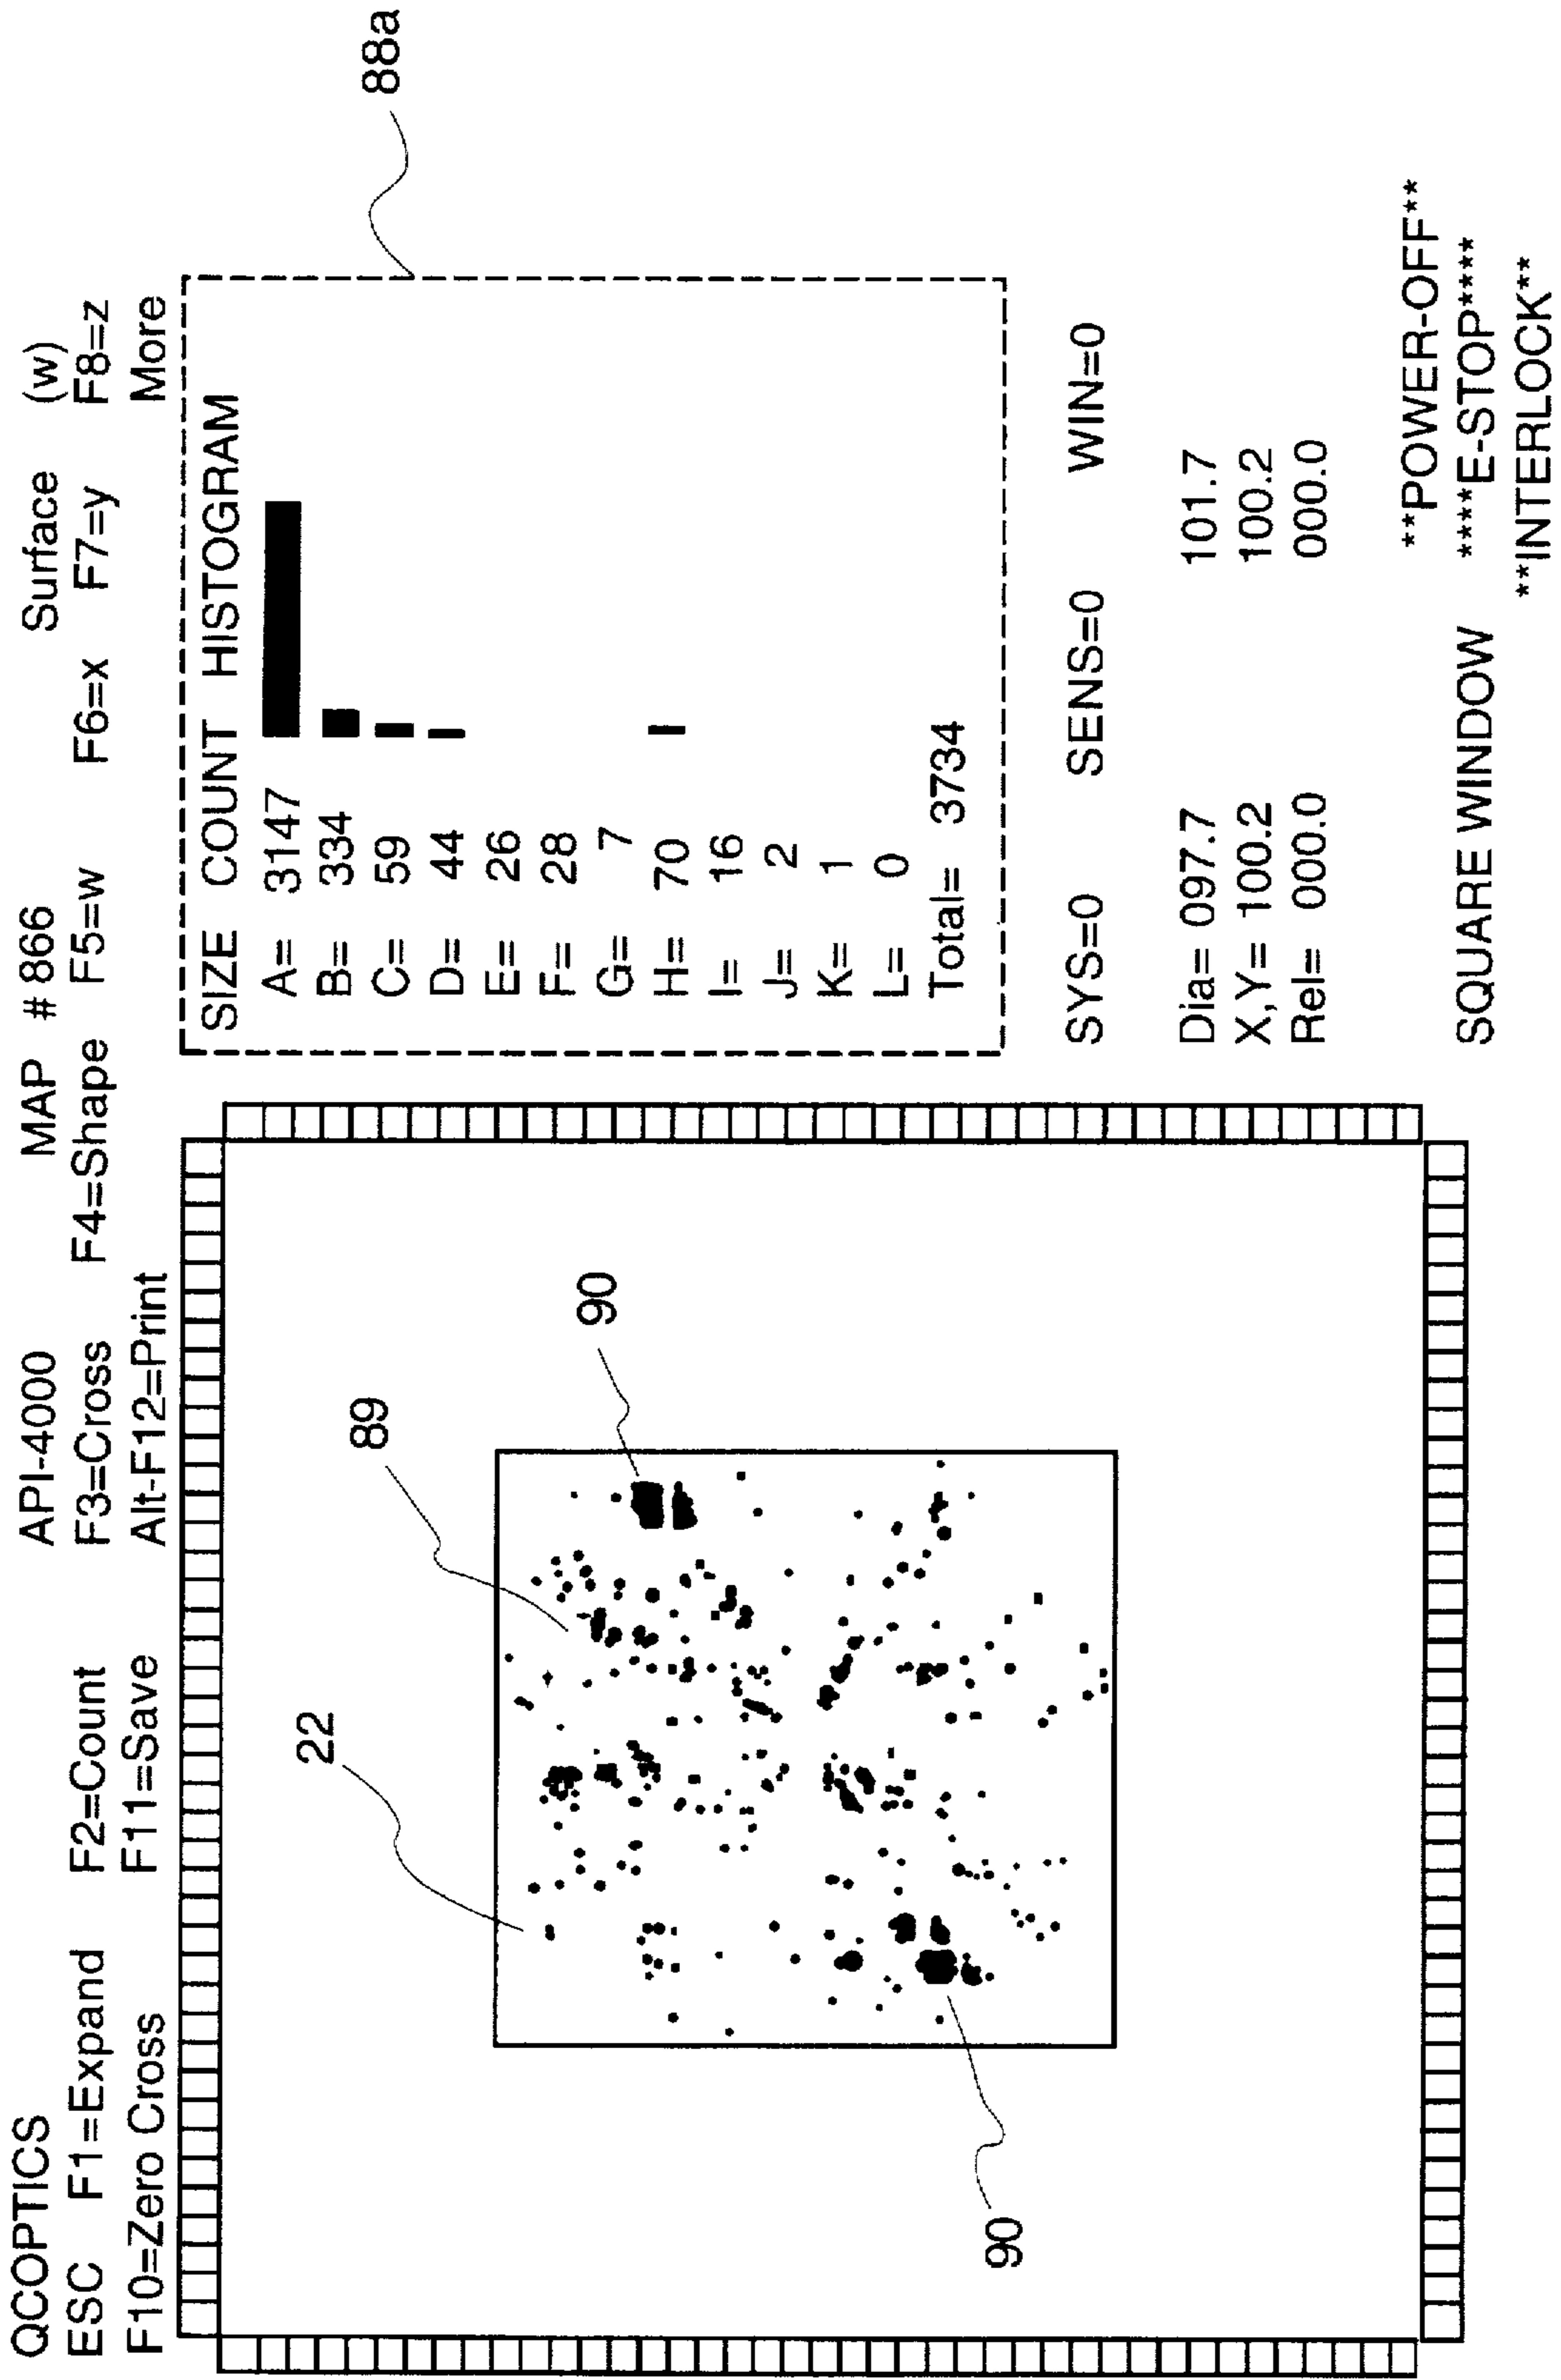 QCOPTICS API-4000 MAP # 866 Surface (w)
ESC F1=Expand F2=Count F3=Cross F4=Shape F5=w F6=x F7=y F8=z
F10=Zero Cross F11=Save Alt-F12=Print More
22
89
90
90
88a
SIZE COUNT HISTOGRAM
A= 3147
B= 334
C= 59
D= 44
E= 26
F= 28
G= 7
H= 70
I= 16
J= 2
K= 1
L= 0
Total= 3734
SYS=0 SENS=0 WIN=0
Dia= 097.7 101.7
X,Y= 100.2 100.2
Rel= 000.0 000.0
**POWER-OFF**
SQUARE WINDOW ****E-STOP****
**INTERLOCK**